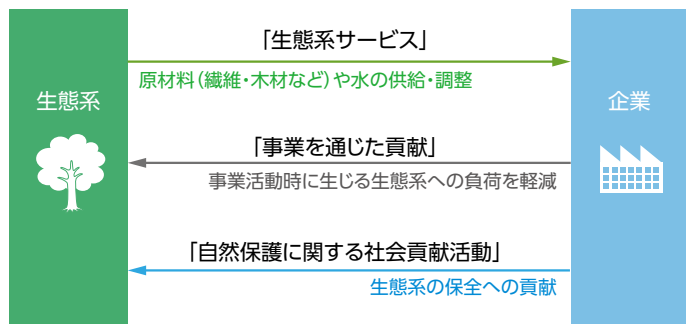 「生態系サービス」
原材料（繊維・木材など）や水の供給・調整
生態系
企業
「事業を通じた貢献」
事業活動時に生じる生態系への負荷を軽減
「自然保護に関する社会貢献活動」
生態系の保全への貢献